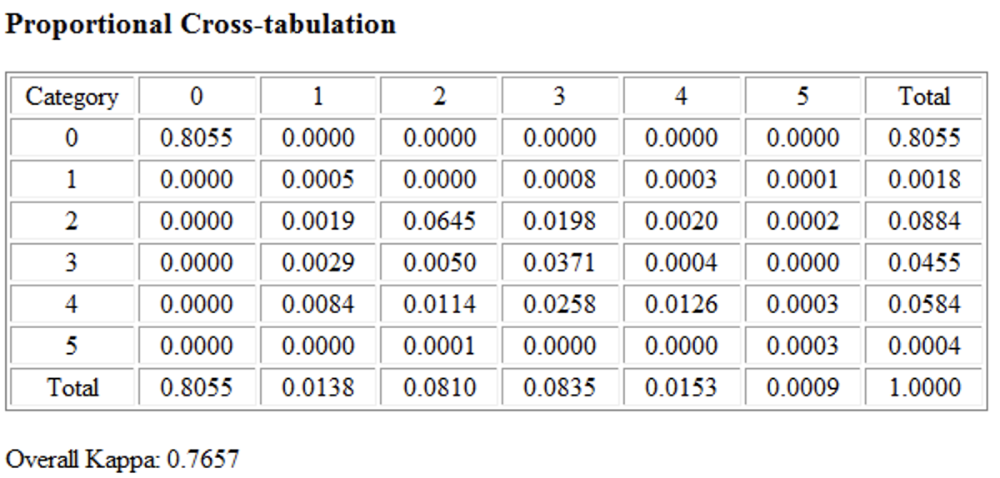 Proportional Cross-tabulation
Category 0 1 2 3 4 5 Total
0 0.8055 0.0000 0.0000 0.0000 0.0000 0.0000 0.8055
1 0.0000 0.0005 0.0000 0.0008 0.0003 0.0001 0.0018
2 0.0000 0.0019 0.0645 0.0198 0.0020 0.0002 0.0884
3 0.0000 0.0029 0.0050 0.0371 0.0004 0.0000 0.0455
4 0.0000 0.0084 0.0114 0.0258 0.0126 0.0003 0.0584
5 0.0000 0.0000 0.0001 0.0000 0.0000 0.0003 0.0004
Total 0.8055 0.0138 0.0810 0.0835 0.0153 0.0009 1.0000
Overall Kappa: 0.7657